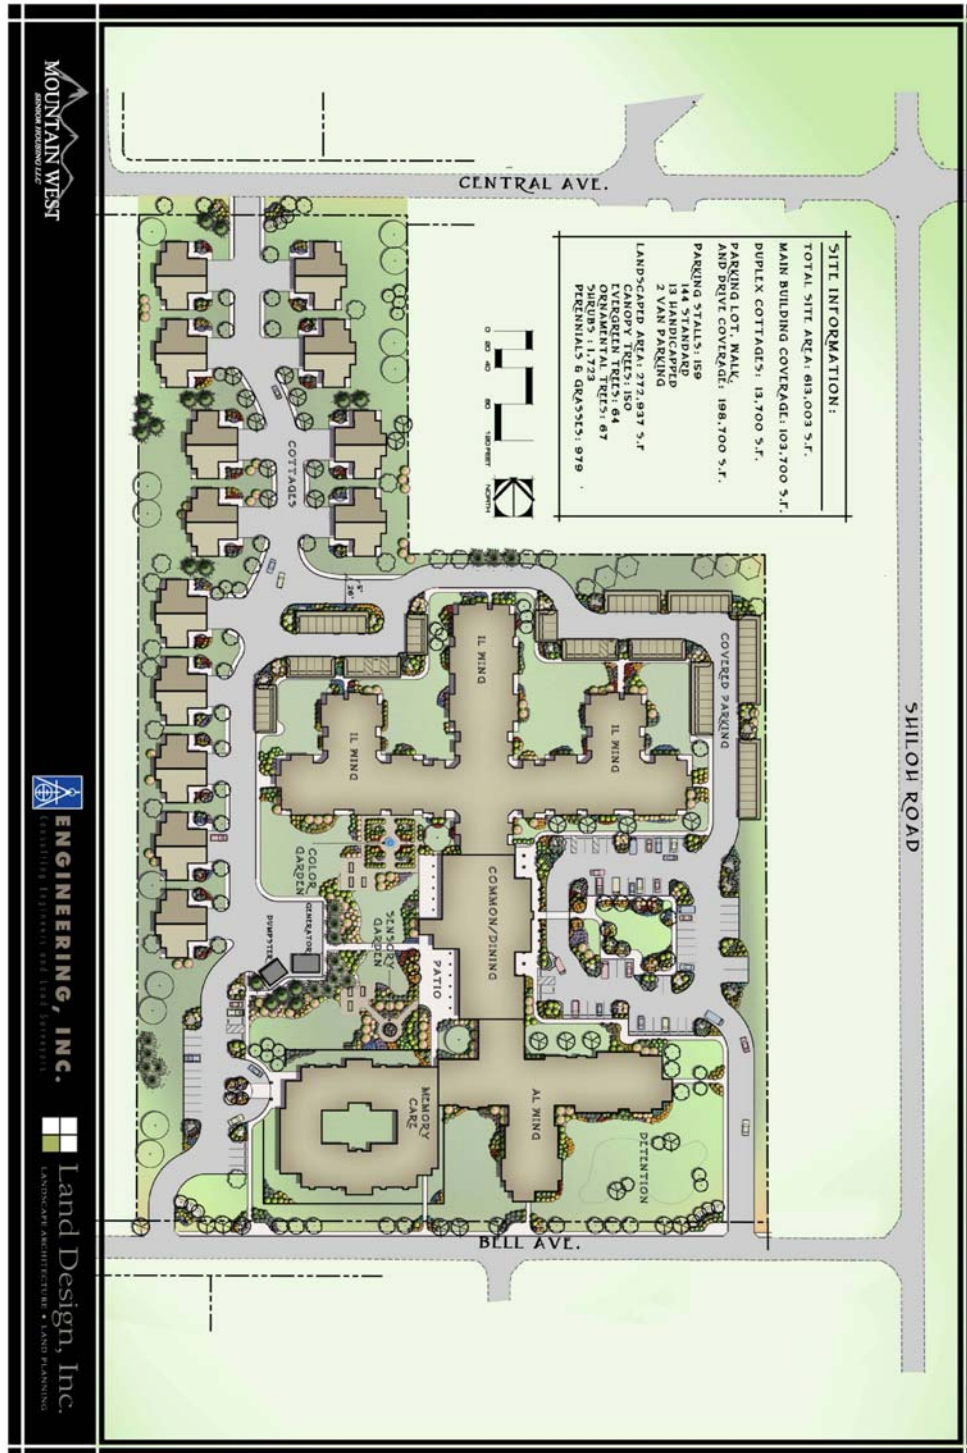 SITE INFORMATION:
TOTAL SITE AREA: 613,003 S.F.
MAIN BUILDING COVERAGE: 103,700 S.F.
DUPLEX COTTAGES: 13,700 S.F.
PARKING LOT, WALK,
AND DRIVE COVERAGE: 198,700 S.F.
PARKING STALLS: 159
144 STANDARD
13 HANDICAPPED
2 VAN PARKING
LANDSCAPED AREA: 272,937 S.F
CANOPY TREES: 150
EVERGREEN TREES: 64
ORNAMENTAL TREES: 67
SHRUBS : 1,723
PERENNIALS & GRASSES: 979
0 20 40 80 120 FEET
NORTH
CENTRAL AVE.
SHILOH ROAD
BELL AVE.
COTTAGES
5'
26'
COVERED PARKING
IL WING
IL WING
IL WING
COMMON/DINING
COLOR
GARDEN
SENSORY
GARDEN
PATIO
GENERATOR
DUMPSTER
MEMORY
CARE
AL WING
DETENTION
MOUNTAIN WEST
SENIOR HOUSING LLC
ENGINEERING, INC.
Consulting Engineers and Land Surveyors
Land Design, Inc.
LANDSCAPE ARCHITECTURE • LAND PLANNING